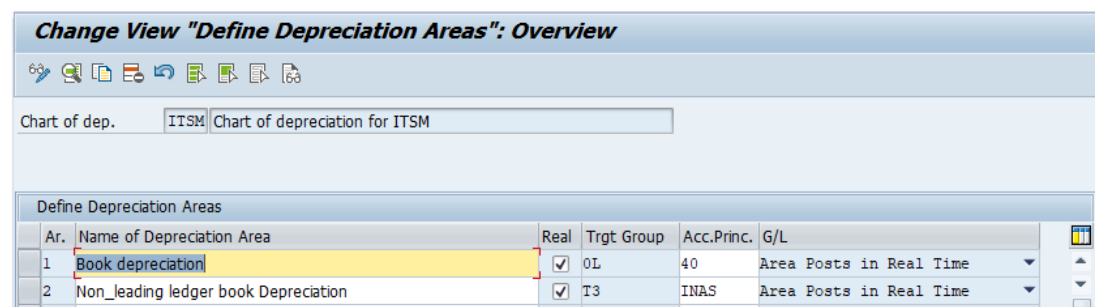 Change View "Define Depreciation Areas": Overview
Chart of dep. ITSM Chart of depreciation for ITSM
Define Depreciation Areas
Ar. Name of Depreciation Area Real Trgt Group Acc.Princ. G/L
1 Book depreciation 0L 40 Area Posts in Real Time
2 Non_leading ledger book Depreciation T3 INAS Area Posts in Real Time